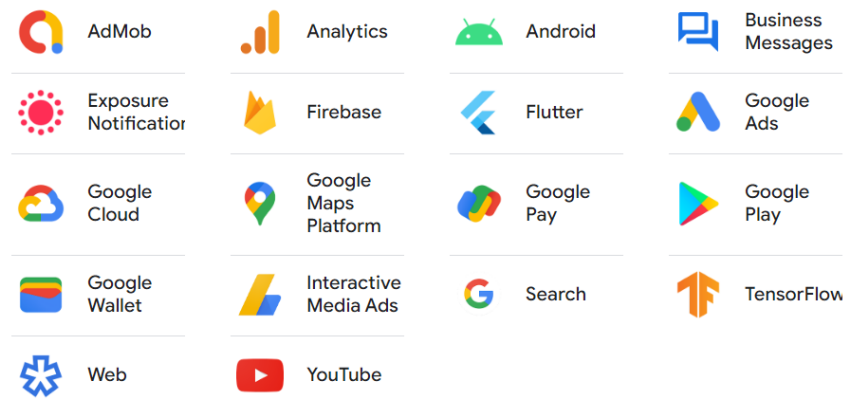 AdMob
Analytics
Android
Business
Messages
Exposure
Notification
Firebase
Flutter
Google
Ads
Google
Cloud
Google
Maps
Platform
Google
Pay
Google
Play
Google
Wallet
Interactive
Media Ads
Search
TensorFlow
Web
YouTube